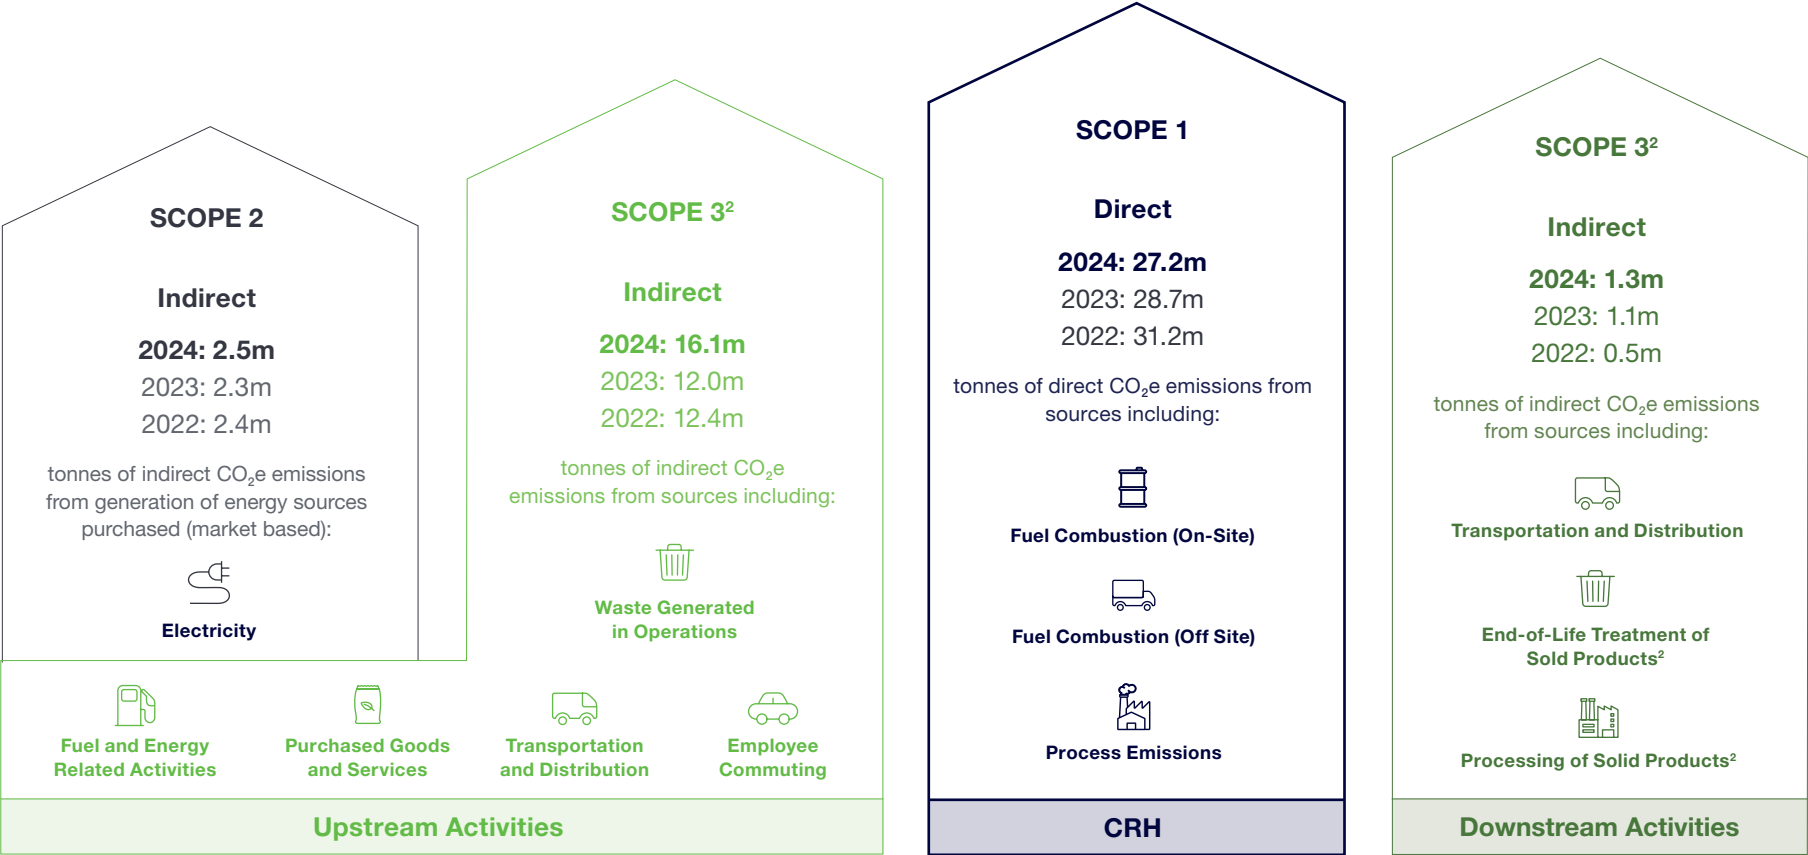 SCOPE 2
Indirect
2024: 2.5m
2023: 2.3m
2022: 2.4m
tonnes of indirect CO₂e emissions
from generation of energy sources
purchased (market based):
Electricity
SCOPE 3²
Indirect
2024: 16.1m
2023: 12.0m
2022: 12.4m
tonnes of indirect CO₂e
emissions from sources including:
Waste Generated
in Operations
Fuel and Energy
Related Activities
Purchased Goods
and Services
Transportation
and Distribution
Employee
Commuting
Upstream Activities
SCOPE 1
Direct
2024: 27.2m
2023: 28.7m
2022: 31.2m
tonnes of direct CO₂e emissions from
sources including:
Fuel Combustion (On-Site)
Fuel Combustion (Off Site)
Process Emissions
CRH
SCOPE 3²
Indirect
2024: 1.3m
2023: 1.1m
2022: 0.5m
tonnes of indirect CO₂e emissions
from sources including:
Transportation and Distribution
End-of-Life Treatment of
Sold Products²
Processing of Solid Products²
Downstream Activities